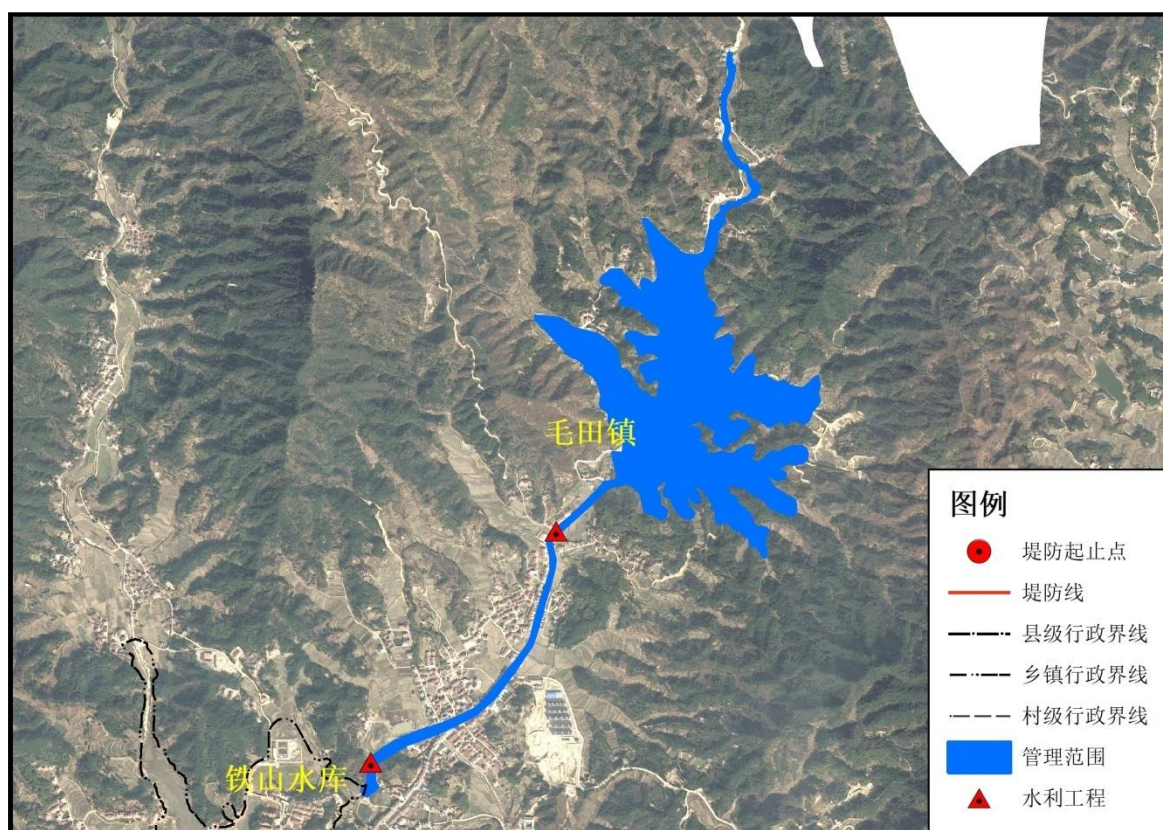 毛田镇
铁山水库
图例
堤防起止点
堤防线
县级行政界线
乡镇行政界线
村级行政界线
管理范围
水利工程